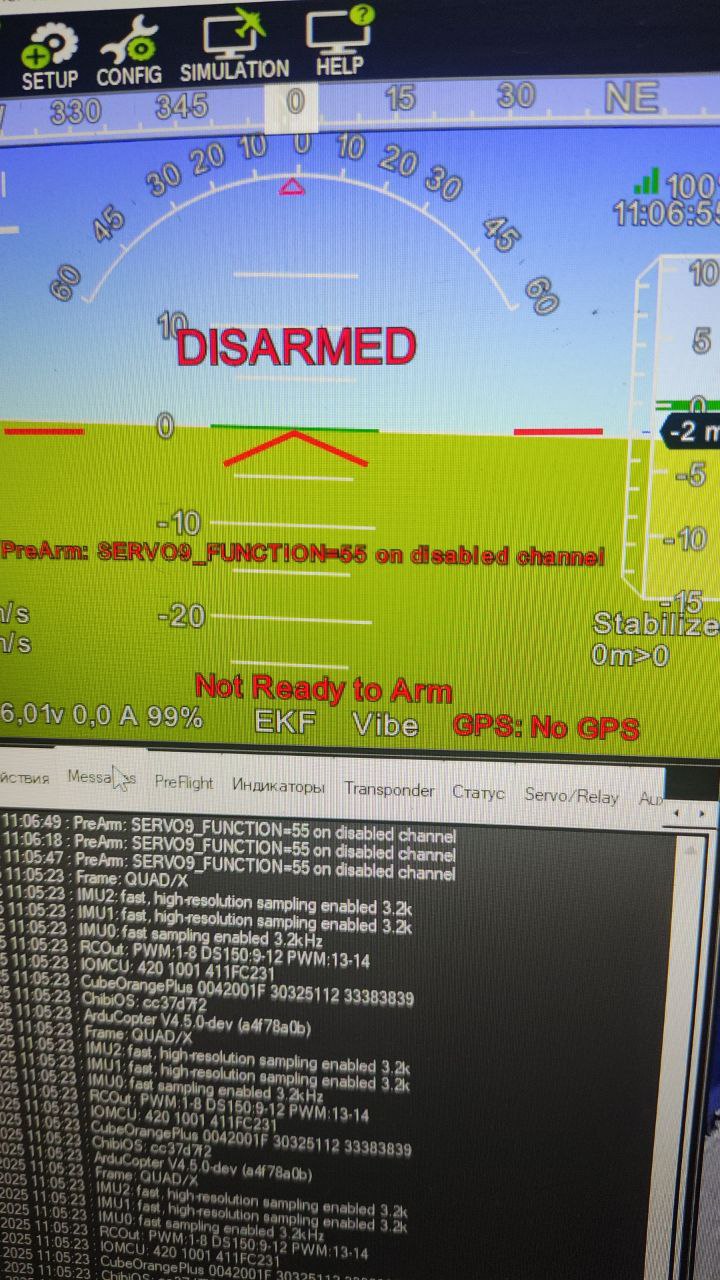 SETUP CONFIG SIMULATION HELP
330 345 0 15 30 NE
60 45 30 20 10 0 10 20 30 45 60
100
11:06:55
10
DISARMED
10
5
0
0
-2 m
-5
-10
-10
PreArm: SERVO9_FUNCTION=55 on disabled channel
-15
-20
/s
/s
Stabilize
0m>0
Not Ready to Arm
6,01v 0,0 A 99% EKF Vibe GPS: No GPS
йствия Messages PreFlight Индикаторы Transponder Статус Servo/Relay Aux
11:06:49 : PreArm: SERVO9_FUNCTION=55 on disabled channel
11:06:18 : PreArm: SERVO9_FUNCTION=55 on disabled channel
11:05:47 : PreArm: SERVO9_FUNCTION=55 on disabled channel
11:05:23 : Frame: QUAD/X
11:05:23 : IMU2: fast, high-resolution sampling enabled 3.2k
11:05:23 : IMU1: fast, high-resolution sampling enabled 3.2k
11:05:23 : IMU0: fast sampling enabled 3.2kHz
11:05:23 : RCOut: PWM:1-8 DS150:9-12 PWM:13-14
5 11:05:23 : IOMCU: 420 1001 411FC231
5 11:05:23 : CubeOrangePlus 0042001F 30325112 33383839
5 11:05:23 : ChibiOS: cc37d7f2
5 11:05:23 : ArduCopter V4.5.0-dev (a4f78a0b)
5 11:05:23 : Frame: QUAD/X
25 11:05:23 : IMU2: fast, high-resolution sampling enabled 3.2k
25 11:05:23 : IMU1: fast, high-resolution sampling enabled 3.2k
25 11:05:23 : IMU0: fast sampling enabled 3.2kHz
25 11:05:23 : RCOut: PWM:1-8 DS150:9-12 PWM:13-14
025 11:05:23 : IOMCU: 420 1001 411FC231
025 11:05:23 : CubeOrangePlus 0042001F 30325112 33383839
025 11:05:23 : ChibiOS: cc37d7f2
2025 11:05:23 : ArduCopter V4.5.0-dev (a4f78a0b)
2025 11:05:23 : Frame: QUAD/X
2025 11:05:23 : IMU2: fast, high-resolution sampling enabled 3.2k
2025 11:05:23 : IMU1: fast, high-resolution sampling enabled 3.2k
2025 11:05:23 : IMU0: fast sampling enabled 3.2kHz
.2025 11:05:23 : RCOut: PWM:1-8 DS150:9-12 PWM:13-14
.2025 11:05:23 : IOMCU: 420 1001 411FC231
.2025 11:05:23 : CubeOrangePlus 0042001F 30325112 33383839
.2025 11:05:23 : ChibiOS: cc37d7f2